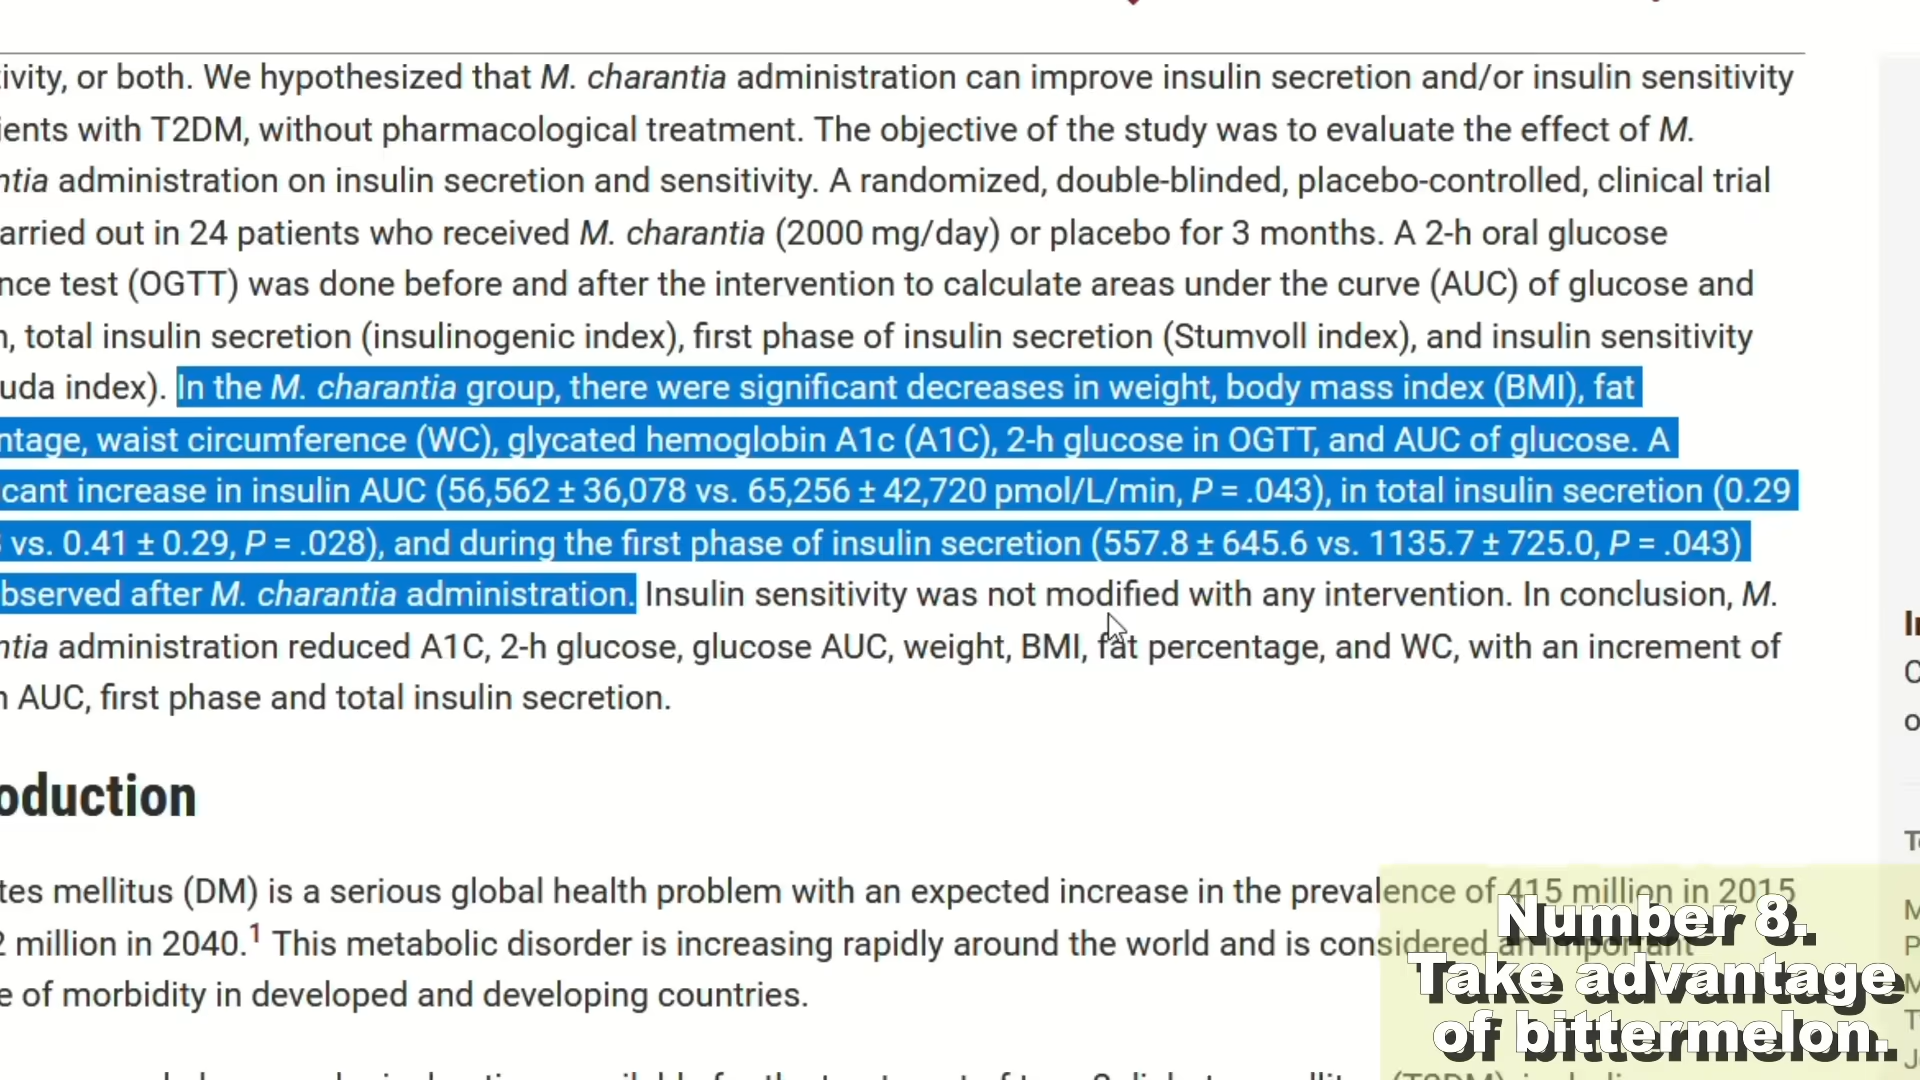 ivity, or both. We hypothesized that M. charantia administration can improve insulin secretion and/or insulin sensitivity
ients with T2DM, without pharmacological treatment. The objective of the study was to evaluate the effect of M.
ntia administration on insulin secretion and sensitivity. A randomized, double-blinded, placebo-controlled, clinical trial
arried out in 24 patients who received M. charantia (2000 mg/day) or placebo for 3 months. A 2-h oral glucose
nce test (OGTT) was done before and after the intervention to calculate areas under the curve (AUC) of glucose and
n, total insulin secretion (insulinogenic index), first phase of insulin secretion (Stumvoll index), and insulin sensitivity
uda index). In the M. charantia group, there were significant decreases in weight, body mass index (BMI), fat
ntage, waist circumference (WC), glycated hemoglobin A1c (A1C), 2-h glucose in OGTT, and AUC of glucose. A
cant increase in insulin AUC (56,562 ± 36,078 vs. 65,256 ± 42,720 pmol/L/min, P = .043), in total insulin secretion (0.29
vs. 0.41 ± 0.29, P = .028), and during the first phase of insulin secretion (557.8 ± 645.6 vs. 1135.7 ± 725.0, P = .043)
bserved after M. charantia administration. Insulin sensitivity was not modified with any intervention. In conclusion, M.
ntia administration reduced A1C, 2-h glucose, glucose AUC, weight, BMI, fat percentage, and WC, with an increment of
n AUC, first phase and total insulin secretion.
oduction
tes mellitus (DM) is a serious global health problem with an expected increase in the prevalence of 415 million in 2015
2 million in 2040.1 This metabolic disorder is increasing rapidly around the world and is considered an important
e of morbidity in developed and developing countries.
Number 8.
Take advantage
of bittermelon.